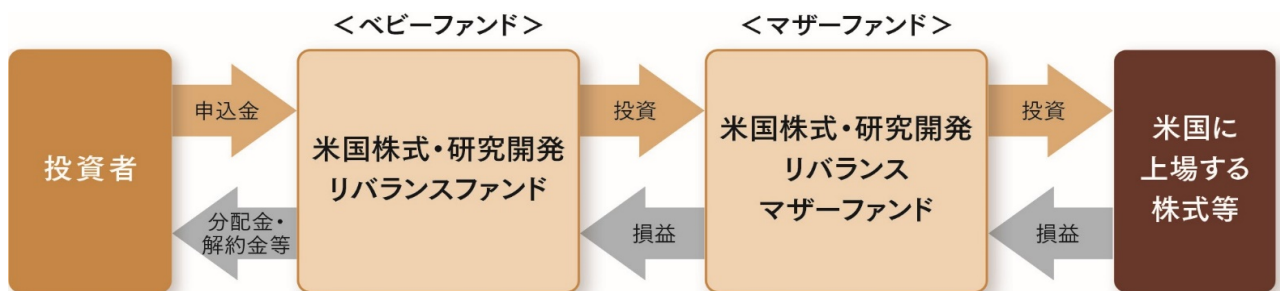 ＜ベビーファンド＞
＜マザーファンド＞
投資者
申込金
分配金・
解約金等
米国株式・研究開発
リバランスファンド
投資
損益
米国株式・研究開発
リバランス
マザーファンド
投資
損益
米国に
上場する
株式等